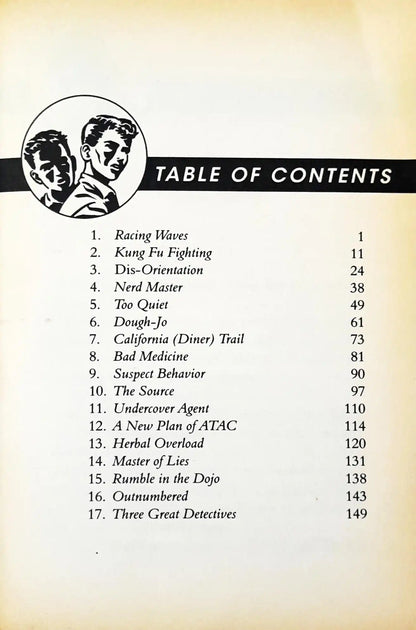 TABLE OF CONTENTS
1. Racing Waves 1
2. Kung Fu Fighting 11
3. Dis-Orientation 24
4. Nerd Master 38
5. Too Quiet 49
6. Dough-Jo 61
7. California (Diner) Trail 73
8. Bad Medicine 81
9. Suspect Behavior 90
10. The Source 97
11. Undercover Agent 110
12. A New Plan of ATAC 114
13. Herbal Overload 120
14. Master of Lies 131
15. Rumble in the Dojo 138
16. Outnumbered 143
17. Three Great Detectives 149